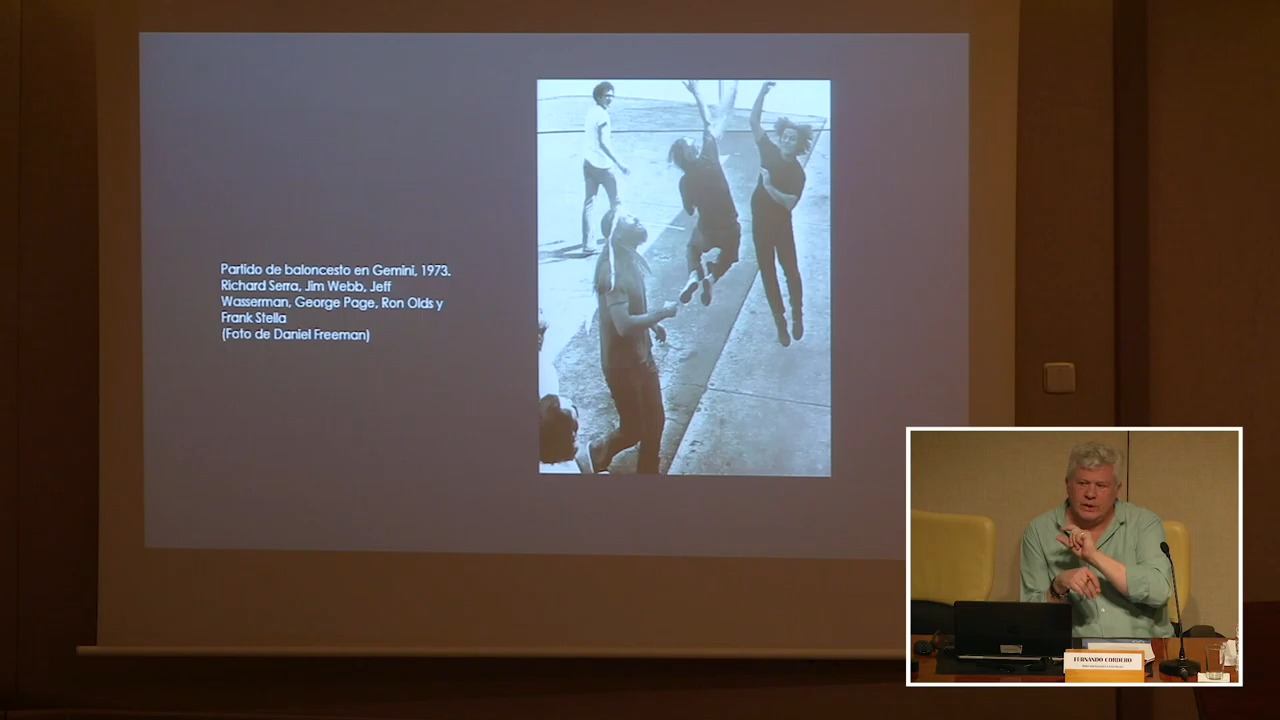 Partido de baloncesto en Gemini, 1973.
Richard Serra, Jim Webb, Jeff
Wasserman, George Page, Ron Olds y
Frank Stella
(Foto de Daniel Freeman)
FERNANDO CORDERO